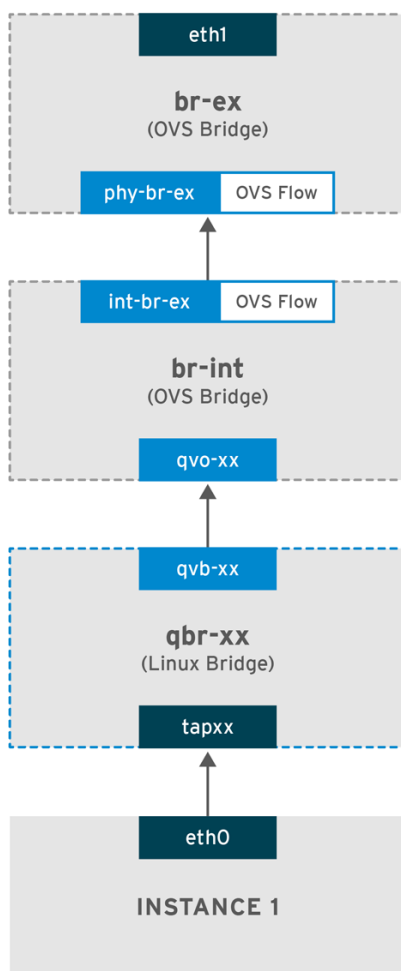 eth1
br-ex
(OVS Bridge)
phy-br-ex OVS Flow
int-br-ex OVS Flow
br-int
(OVS Bridge)
qvo-xx
qvb-xx
qbr-xx
(Linux Bridge)
tapxx
eth0
INSTANCE 1